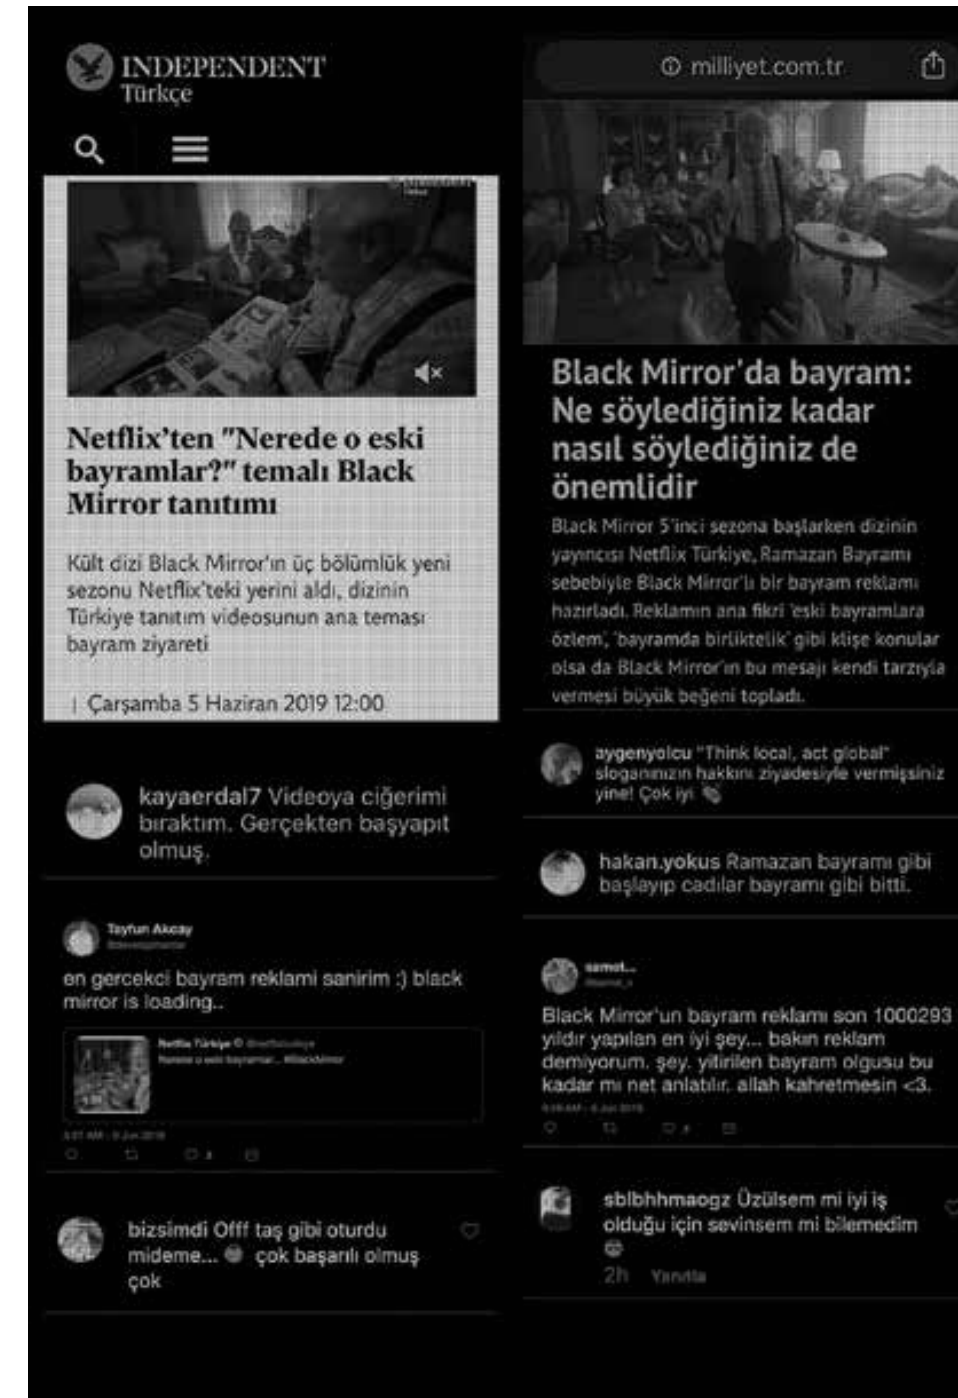 INDEPENDENT
Türkçe
Netflix'ten "Nerede o eski
bayramlar?" temalı Black
Mirror tanıtımı
Kült dizi Black Mirror'ın üç bölümlük yeni
sezonu Netflix'teki yerini aldı, dizinin
Türkiye tanıtım videosunun ana teması
bayram ziyareti
| Çarşamba 5 Haziran 2019 12:00
kayaerdal7 Videoya ciğerimi
bıraktım. Gerçekten başyapıt
olmuş.
Tayfun Akcay
en gercekci bayram reklami sanirim :) black
mirror is loading..
Netflix Türkiye
Nerede o eski bayramlar... #BlackMirror
bizsimdi Offf taş gibi oturdu
mideme... çok başarılı olmuş
çok
milliyet.com.tr
Black Mirror'da bayram:
Ne söylediğiniz kadar
nasıl söylediğiniz de
önemlidir
Black Mirror 5'inci sezona başlarken dizinin
yayıncısı Netflix Türkiye, Ramazan Bayramı
sebebiyle Black Mirror'lı bir bayram reklamı
hazırladı. Reklamın ana fikri 'eski bayramlara
özlem', 'bayramda birliktelik' gibi klişe konular
olsa da Black Mirror'ın bu mesajı kendi tarzıyla
vermesi büyük beğeni topladı.
aygenyolcu "Think local, act global"
sloganınızın hakkını ziyadesiyle vermişsiniz
yine! Çok iyi
hakan.yokus Ramazan bayramı gibi
başlayıp cadılar bayramı gibi bitti.
samet...
Black Mirror'un bayram reklamı son 1000293
yıldır yapılan en iyi şey... bakın reklam
demiyorum. şey. yitirilen bayram olgusu bu
kadar mı net anlatılır. allah kahretmesin <3.
sblbhhmaogz Üzülsem mi iyi iş
olduğu için sevinsem mi bilemedim
2h Yanıtla